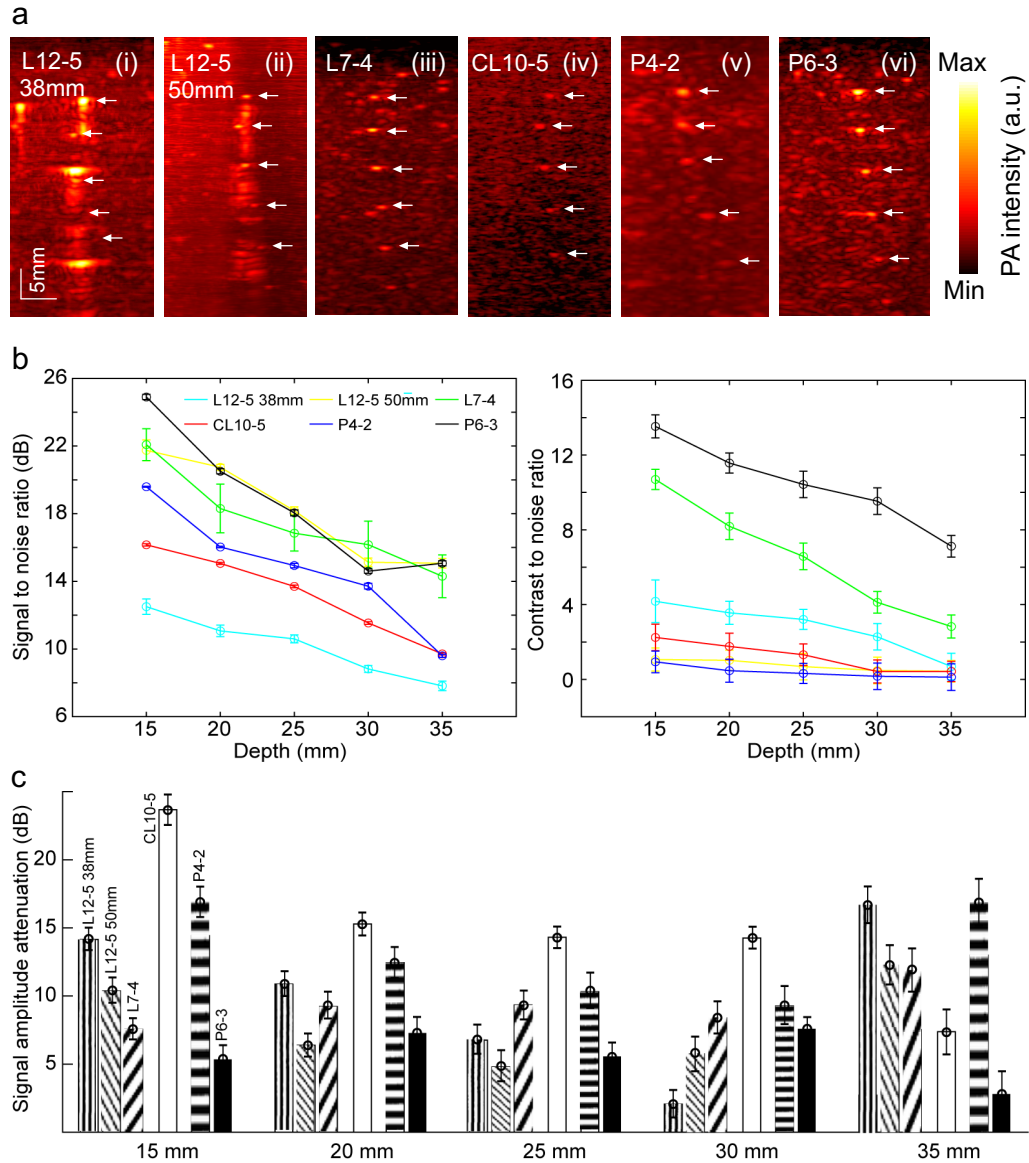 a
L12-5 38mm (i)
L12-5 50mm (ii)
L7-4 (iii)
CL10-5 (iv)
P4-2 (v)
P6-3 (vi)
5mm
Max
Min
PA intensity (a.u.)
b
Signal to noise ratio (dB)
26
22
18
14
10
6
L12-5 38mm
L12-5 50mm
L7-4
CL10-5
P4-2
P6-3
15 20 25 30 35
Depth (mm)
Contrast to noise ratio
16
12
8
4
0
15 20 25 30 35
Depth (mm)
c
Signal amplitude attenuation (dB)
20
15
10
5
L12-5 38mm
L12-5 50mm
L7-4
CL10-5
P4-2
P6-3
15 mm 20 mm 25 mm 30 mm 35 mm